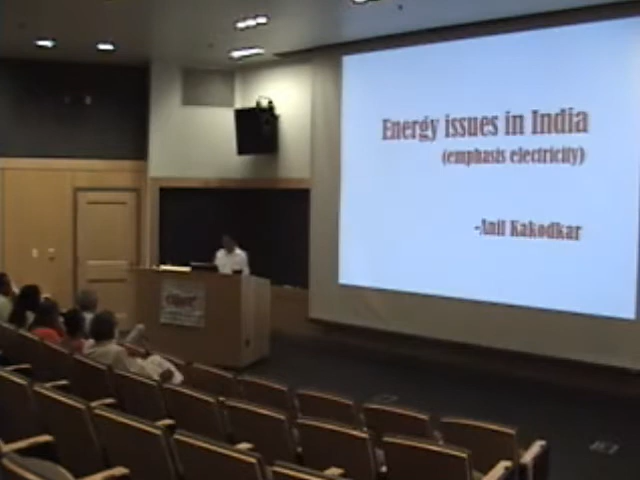 Energy issues in India
(emphasis electricity)
-Anil Kakodkar